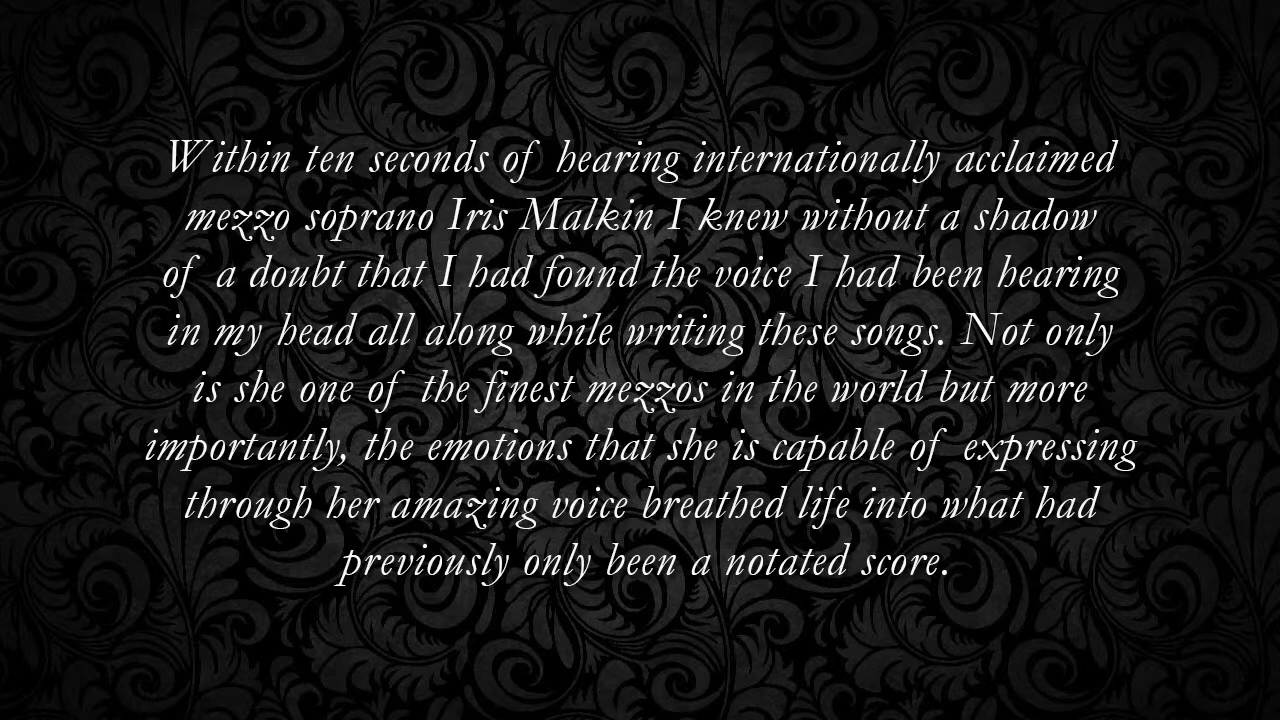 Within ten seconds of hearing internationally acclaimed
mezzo soprano Iris Malkin I knew without a shadow
of a doubt that I had found the voice I had been hearing
in my head all along while writing these songs. Not only
is she one of the finest mezzos in the world but more
importantly, the emotions that she is capable of expressing
through her amazing voice breathed life into what had
previously only been a notated score.